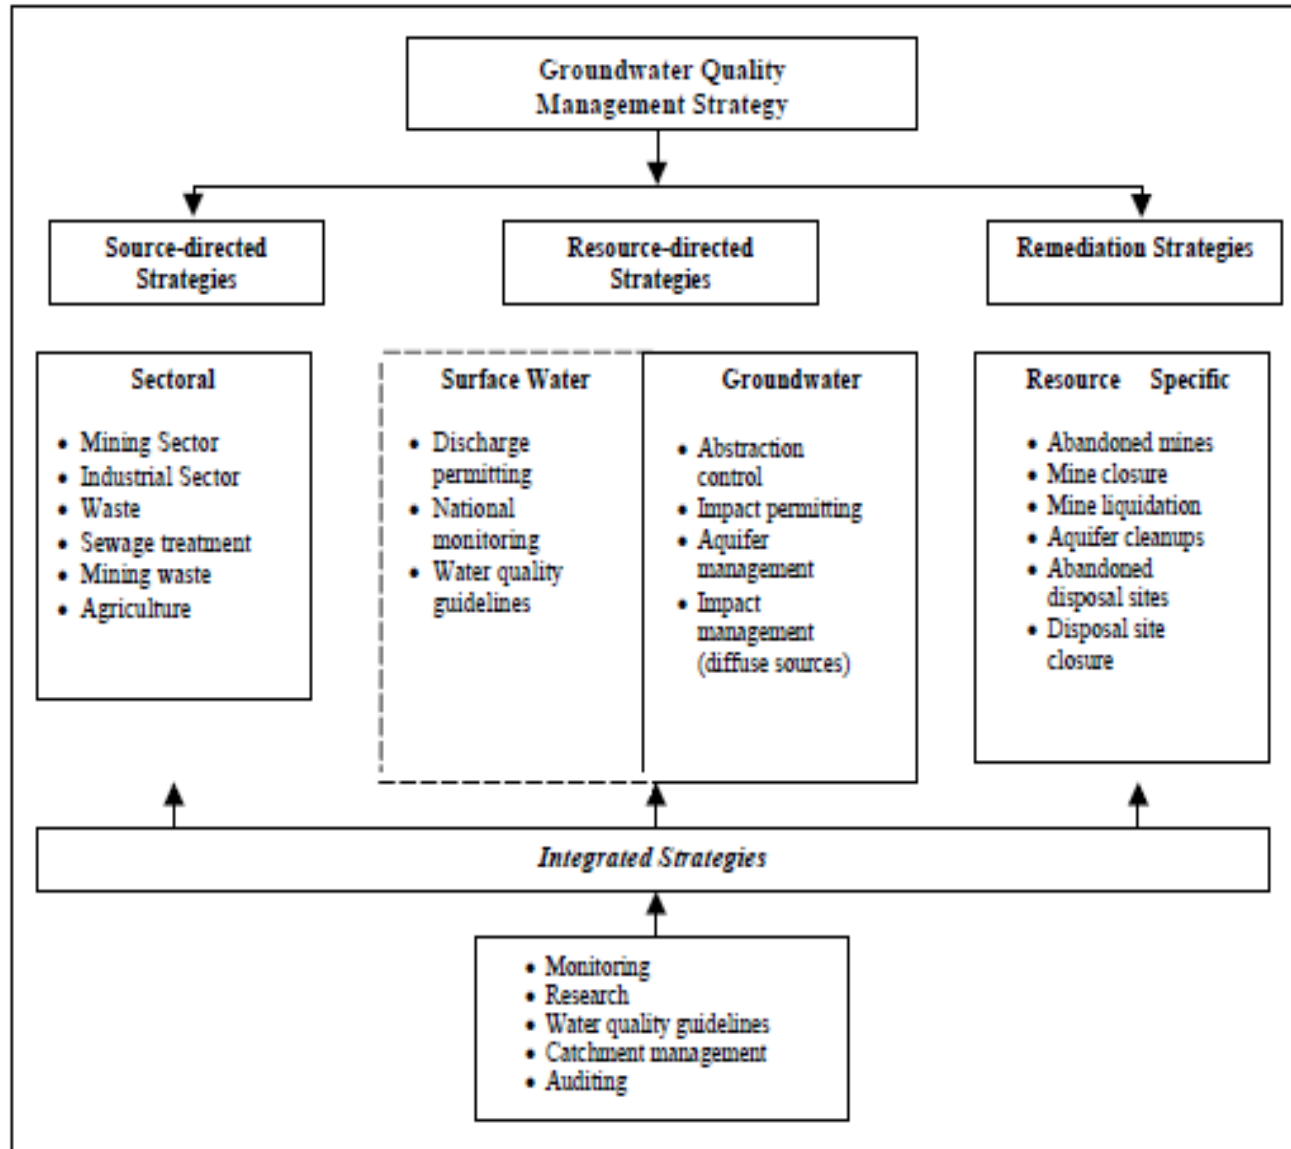 Groundwater Quality
Management Strategy
Source-directed
Strategies
Resource-directed
Strategies
Remediation Strategies
Sectoral
• Mining Sector
• Industrial Sector
• Waste
• Sewage treatment
• Mining waste
• Agriculture
Surface Water
• Discharge
permitting
• National
monitoring
• Water quality
guidelines
Groundwater
• Abstraction
control
• Impact permitting
• Aquifer
management
• Impact
management
(diffuse sources)
Resource Specific
• Abandoned mines
• Mine closure
• Mine liquidation
• Aquifer cleanups
• Abandoned
disposal sites
• Disposal site
closure
Integrated Strategies
• Monitoring
• Research
• Water quality guidelines
• Catchment management
• Auditing